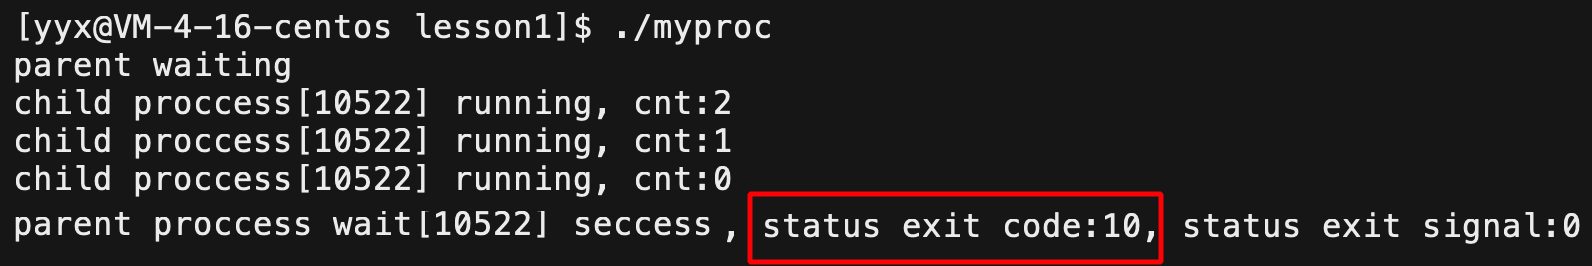 [yyx@VM-4-16-centos lesson1]$ ./myproc
parent waiting
child proccess[10522] running, cnt:2
child proccess[10522] running, cnt:1
child proccess[10522] running, cnt:0
parent proccess wait[10522] seccess , status exit code:10, status exit signal:0